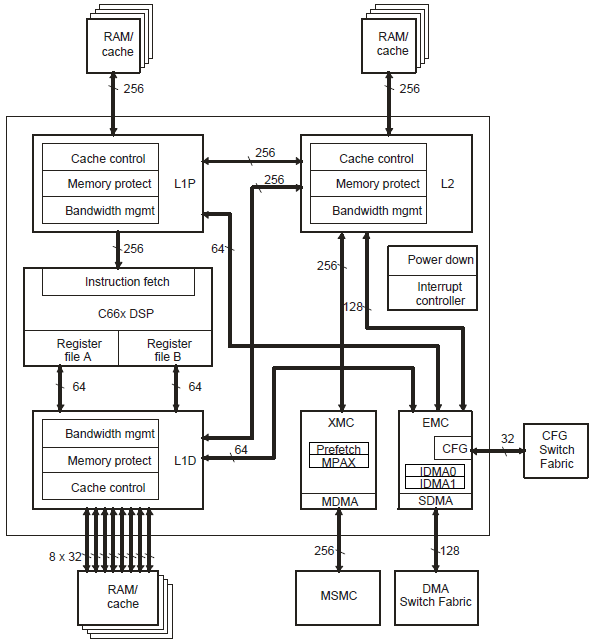 RAM/
cache
RAM/
cache
256
256
Cache control
Memory protect
Bandwidth mgmt
L1P
256
256
Cache control
Memory protect
Bandwidth mgmt
L2
256
64
256
128
Power down
Interrupt
controller
Instruction fetch
C66x DSP
Register
file A
Register
file B
64
64
Bandwidth mgmt
Memory protect
Cache control
L1D
64
XMC
Prefetch
MPAX
MDMA
EMC
CFG
IDMA0
IDMA1
SDMA
32
CFG
Switch
Fabric
8 x 32
256
128
RAM/
cache
MSMC
DMA
Switch Fabric